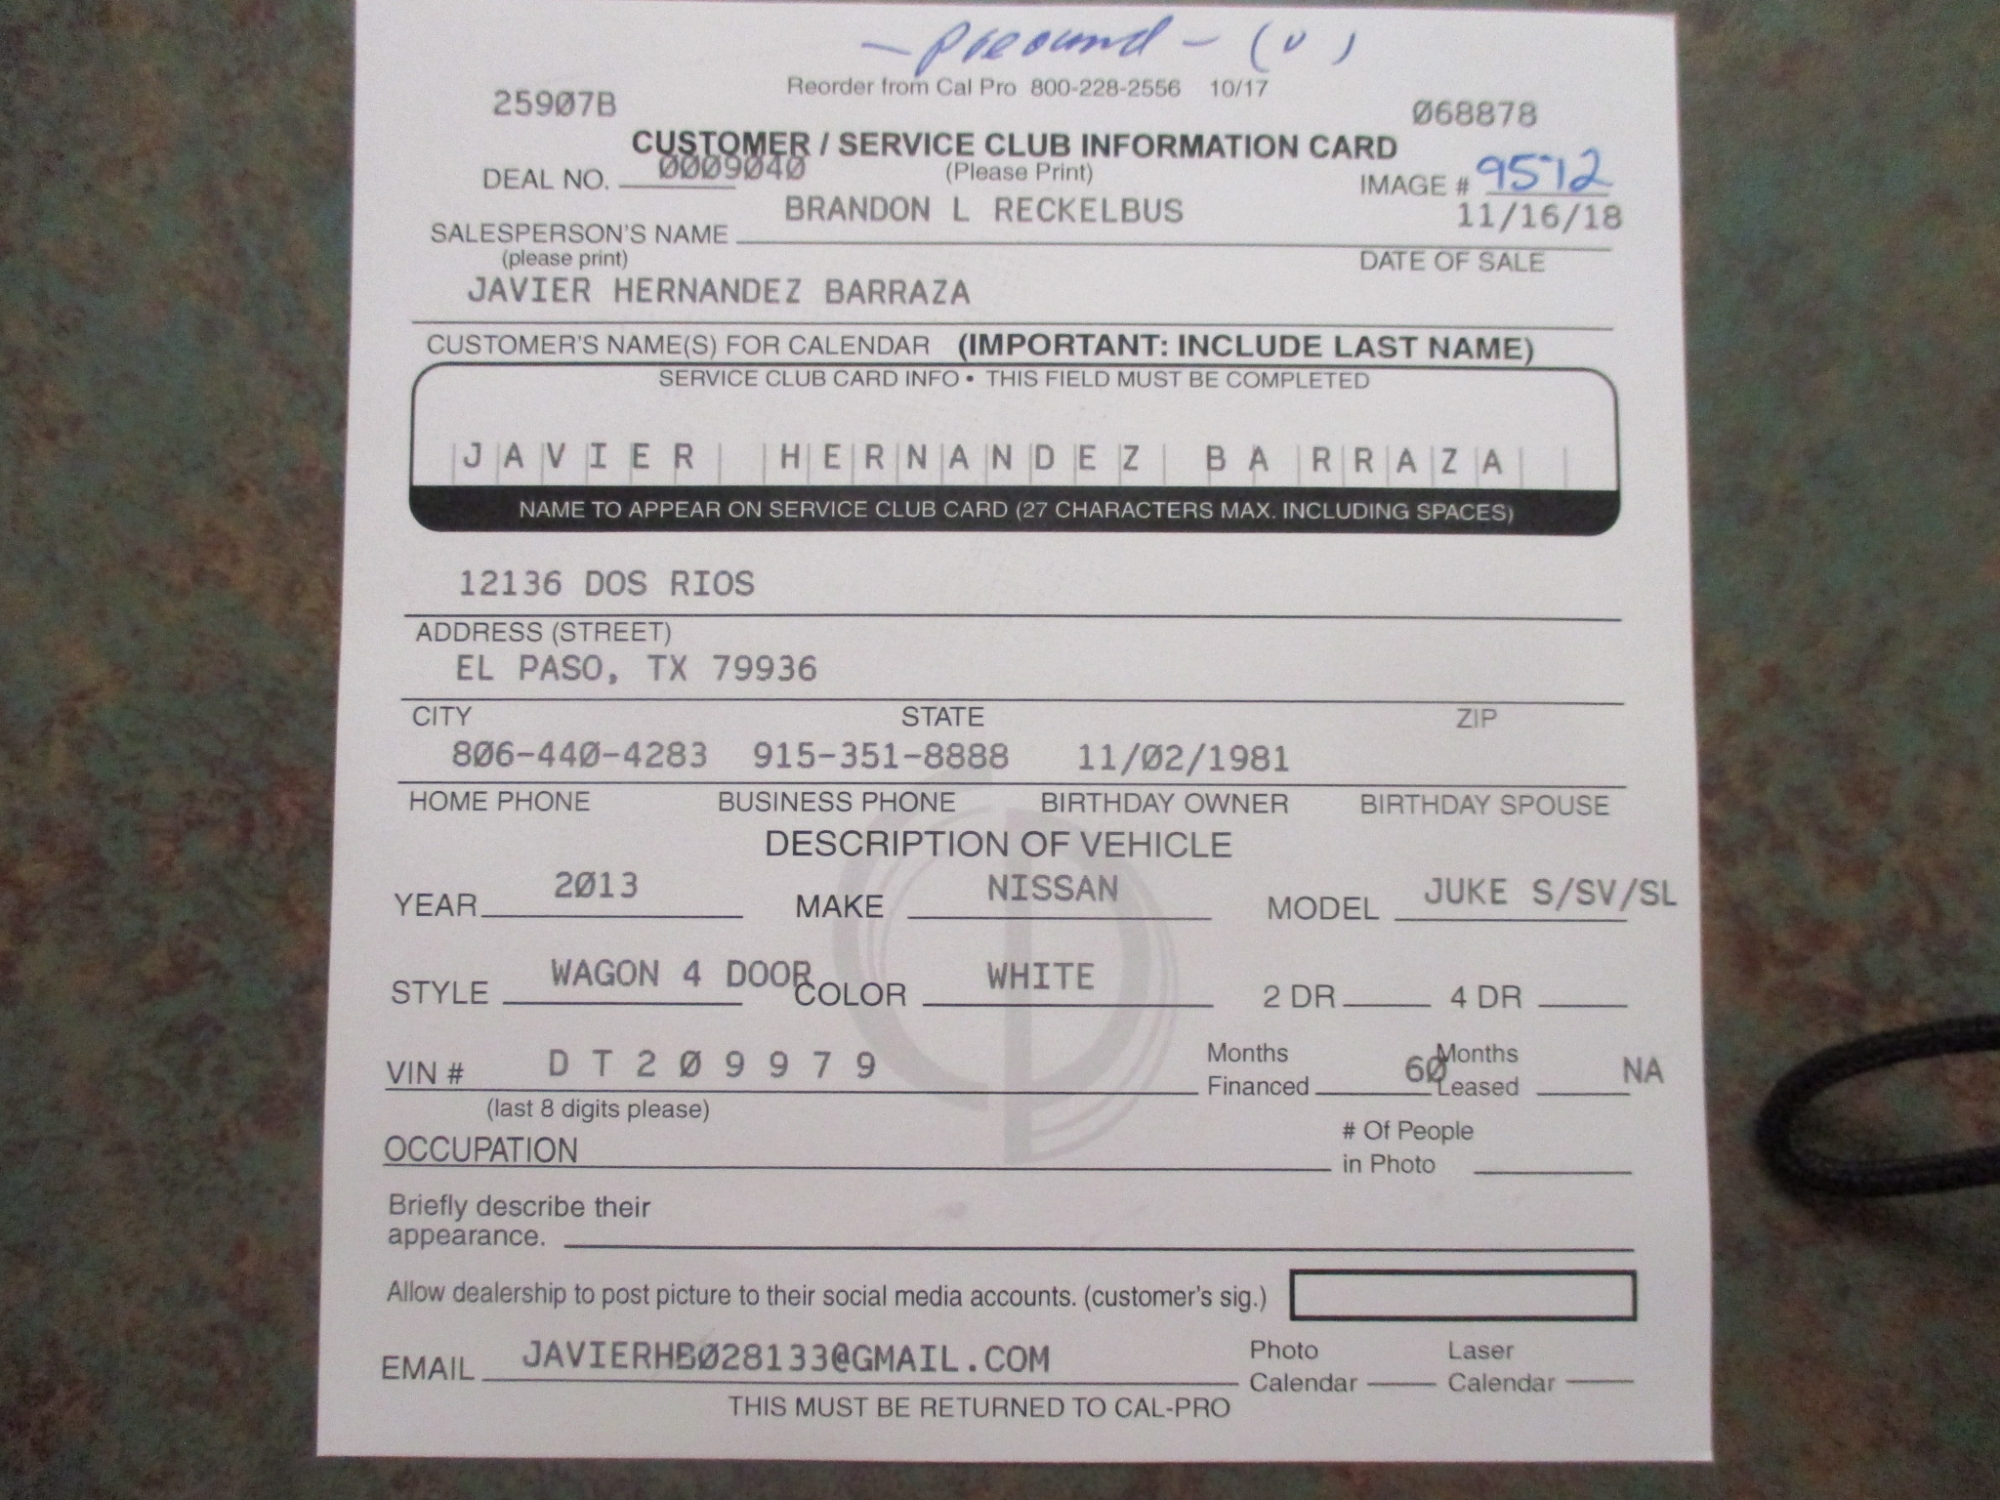 (U)
Reorder from Cal Pro 800-228-2556 10/17
25907B 068878
CUSTOMER / SERVICE CLUB INFORMATION CARD
DEAL NO. 0009040 (Please Print) IMAGE # 9572
BRANDON L RECKELBUS 11/16/18
SALESPERSON'S NAME
(please print) DATE OF SALE
JAVIER HERNANDEZ BARRAZA
CUSTOMER'S NAME(S) FOR CALENDAR (IMPORTANT: INCLUDE LAST NAME)
SERVICE CLUB CARD INFO • THIS FIELD MUST BE COMPLETED
JAVIER HERNANDEZ BARRAZA
NAME TO APPEAR ON SERVICE CLUB CARD (27 CHARACTERS MAX. INCLUDING SPACES)
12136 DOS RIOS
ADDRESS (STREET)
EL PASO, TX 79936
CITY STATE ZIP
806-440-4283 915-351-8888 11/02/1981
HOME PHONE BUSINESS PHONE BIRTHDAY OWNER BIRTHDAY SPOUSE
DESCRIPTION OF VEHICLE
YEAR 2013 MAKE NISSAN MODEL JUKE S/SV/SL
STYLE WAGON 4 DOOR COLOR WHITE 2 DR 4 DR
VIN # DT209979 Months Financed 60 Months Leased NA
(last 8 digits please)
OCCUPATION # Of People in Photo
Briefly describe their
appearance.
Allow dealership to post picture to their social media accounts. (customer's sig.)
EMAIL JAVIERHB028133@GMAIL.COM Photo Calendar Laser Calendar
THIS MUST BE RETURNED TO CAL-PRO